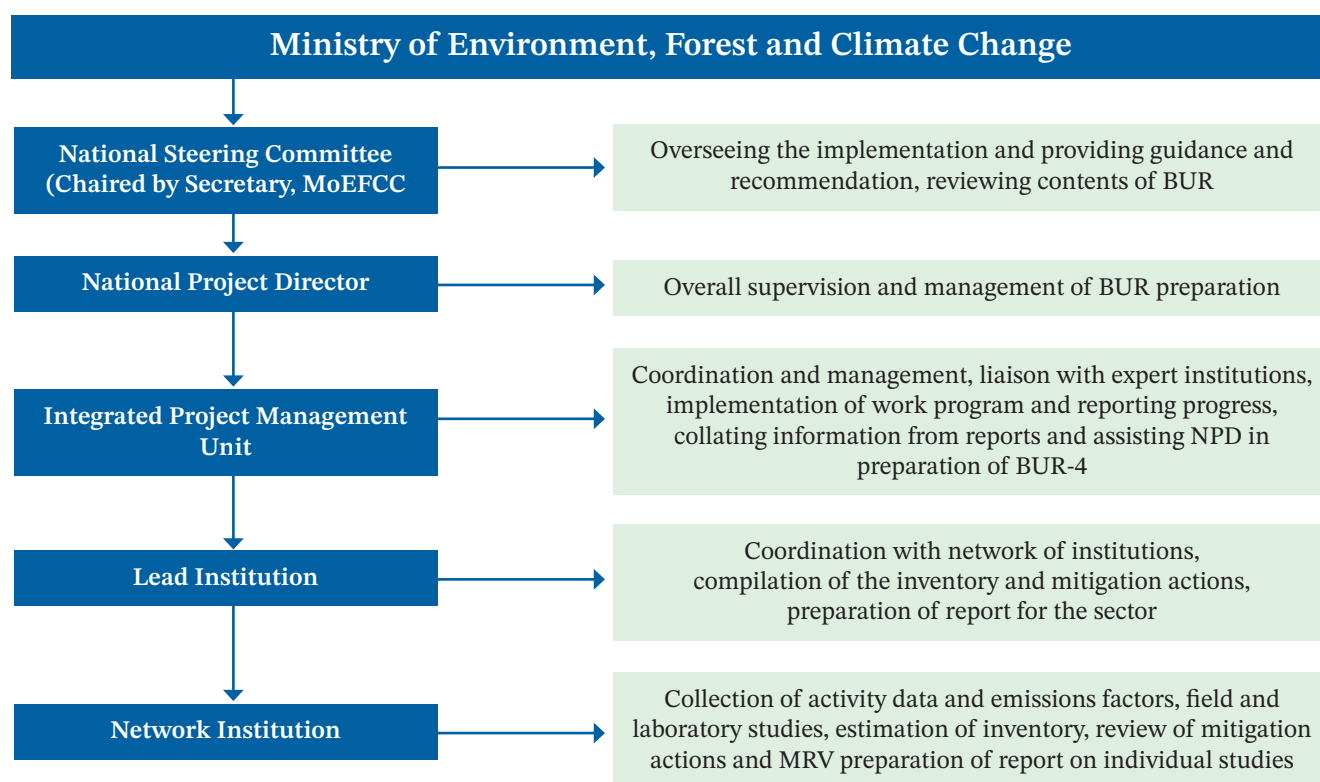 Ministry of Environment, Forest and Climate Change
National Steering Committee
(Chaired by Secretary, MoEFCC
Overseeing the implementation and providing guidance and
recommendation, reviewing contents of BUR
National Project Director
Overall supervision and management of BUR preparation
Integrated Project Management
Unit
Coordination and management, liaison with expert institutions,
implementation of work program and reporting progress,
collating information from reports and assisting NPD in
preparation of BUR-4
Lead Institution
Coordination with network of institutions,
compilation of the inventory and mitigation actions,
preparation of report for the sector
Network Institution
Collection of activity data and emissions factors, field and
laboratory studies, estimation of inventory, review of mitigation
actions and MRV preparation of report on individual studies